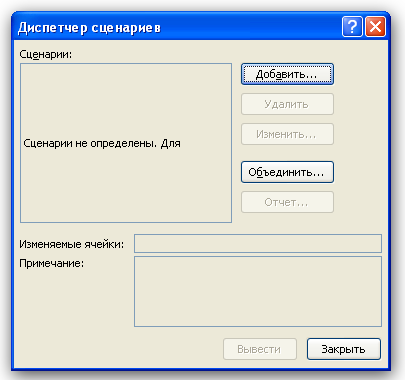 Диспетчер сценариев
?
Сценарии:
Добавить...
Удалить
Сценарии не определены. Для
Изменить...
Объединить...
Отчет...
Изменяемые ячейки:
Примечание:
Вывести
Закрыть